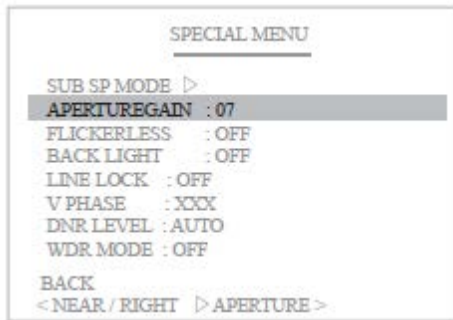 SPECIAL MENU
SUB SP MODE ▷
APERTUREGAIN : 07
FLICKERLESS : OFF
BACK LIGHT : OFF
LINE LOCK : OFF
V PHASE : XXX
DNR LEVEL : AUTO
WDR MODE : OFF
BACK
< NEAR / RIGHT ▷ APERTURE >